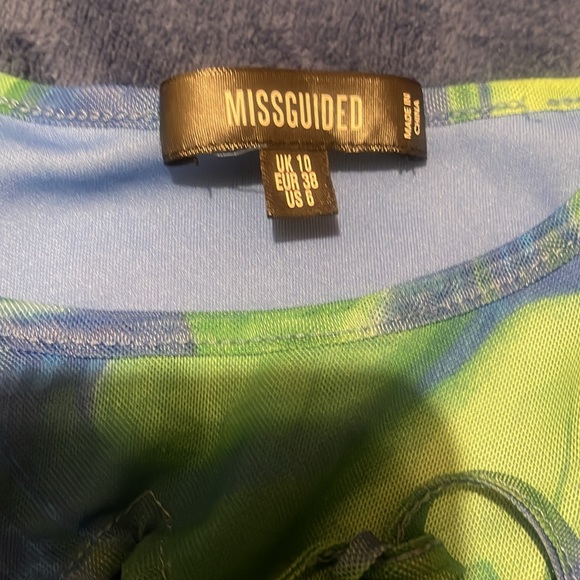 MISSGUIDED
MADE IN
CHINA
UK 10
EUR 38
US 6